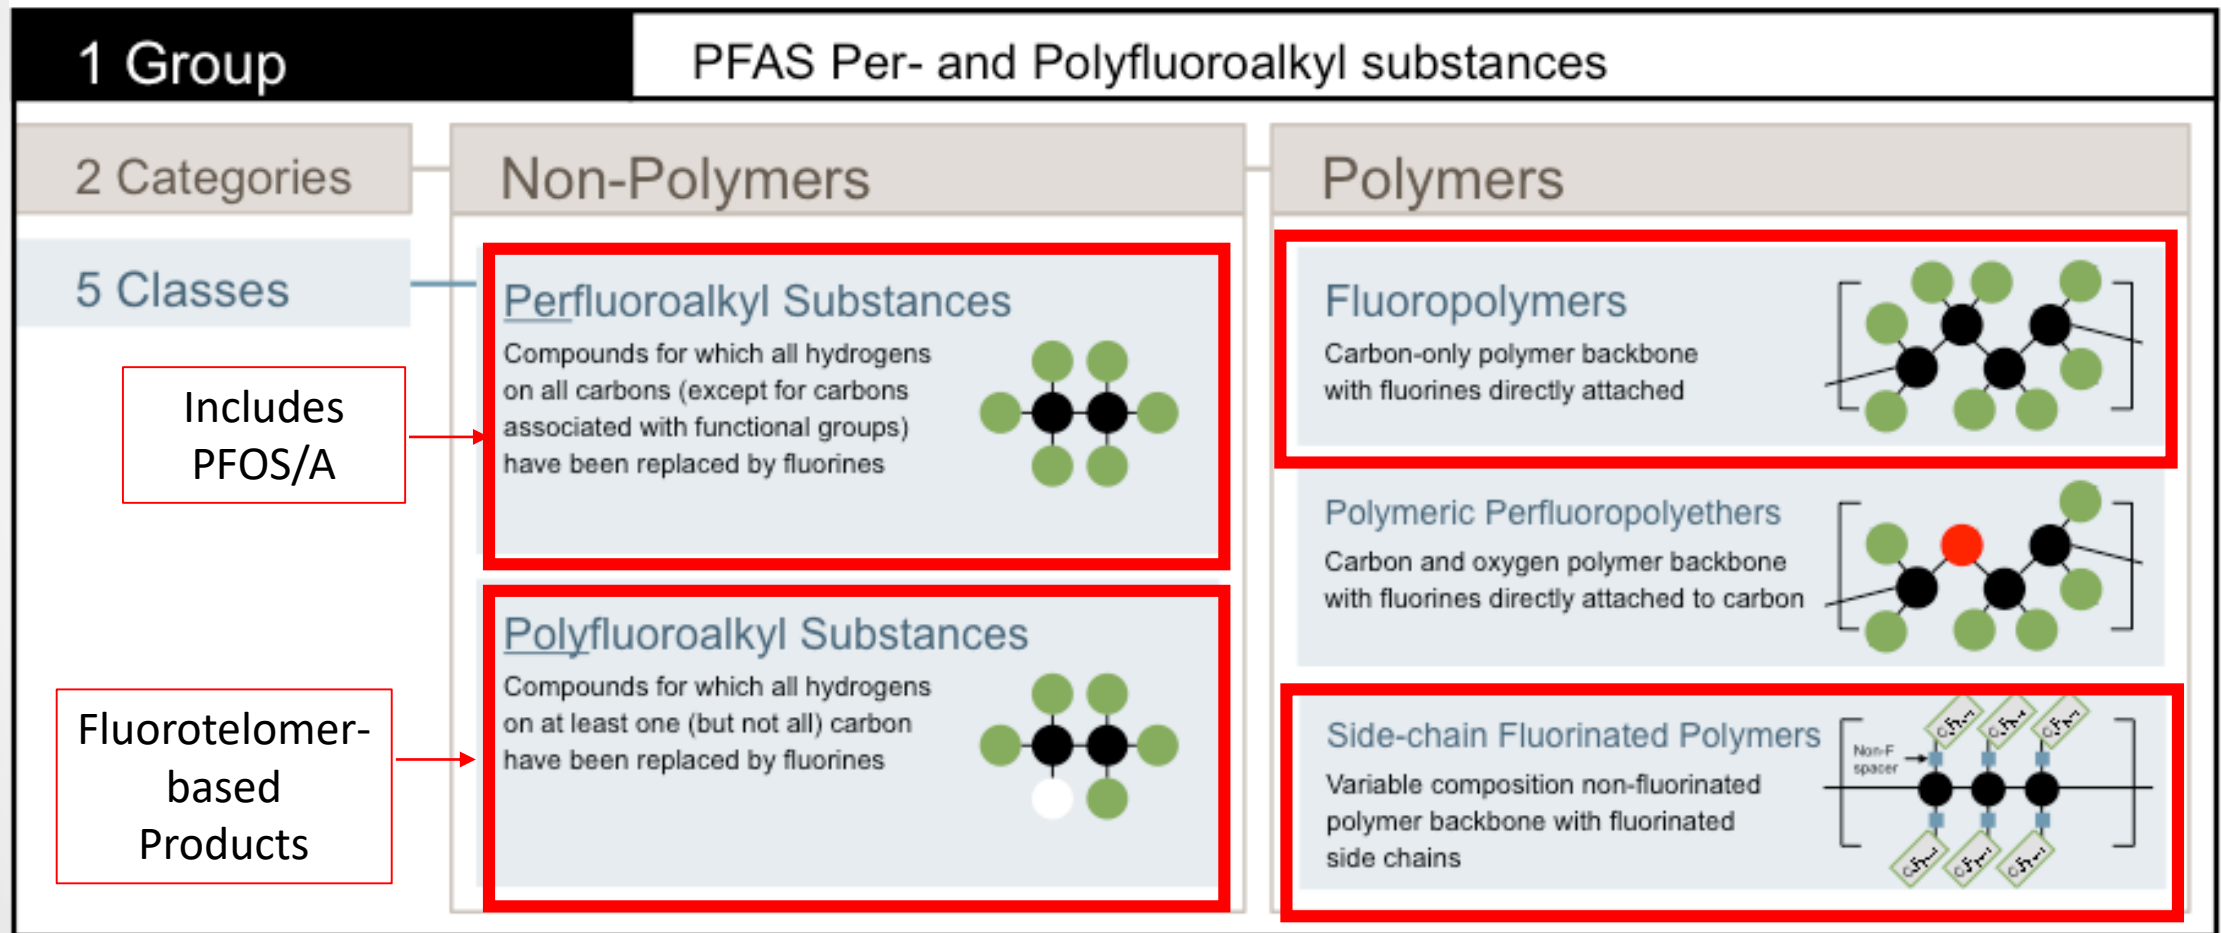 1 Group
PFAS Per- and Polyfluoroalkyl substances
2 Categories
Non-Polymers
Polymers
5 Classes
Includes
PFOS/A
Fluorotelomer-
based
Products
Perfluoroalkyl Substances
Compounds for which all hydrogens
on all carbons (except for carbons
associated with functional groups)
have been replaced by fluorines
Polyfluoroalkyl Substances
Compounds for which all hydrogens
on at least one (but not all) carbon
have been replaced by fluorines
Fluoropolymers
Carbon-only polymer backbone
with fluorines directly attached
Polymeric Perfluoropolyethers
Carbon and oxygen polymer backbone
with fluorines directly attached to carbon
Side-chain Fluorinated Polymers
Variable composition non-fluorinated
polymer backbone with fluorinated
side chains
Non-F
spacer